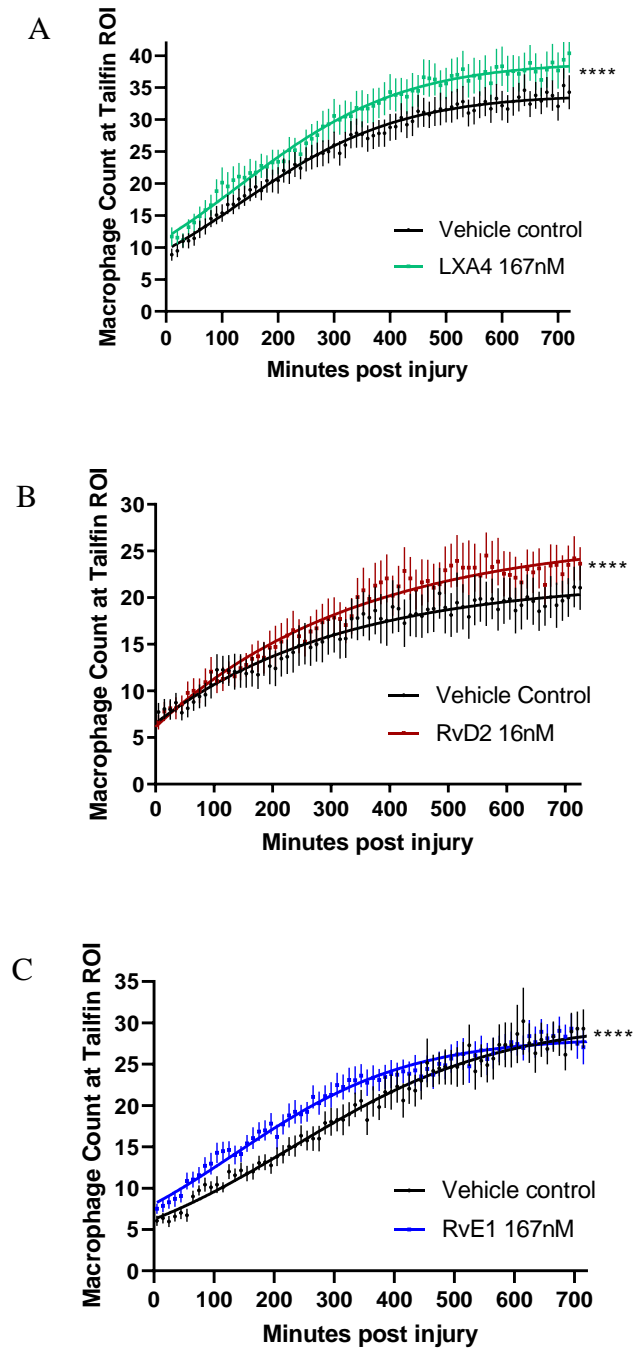 A
Macrophage Count at Tailfin ROI
40
35
30
25
20
15
10
5
0
****
Vehicle control
LXA4 167nM
0 100 200 300 400 500 600 700
Minutes post injury
B
Macrophage Count at Tailfin ROI
30
25
20
15
10
5
0
****
Vehicle Control
RvD2 16nM
0 100 200 300 400 500 600 700
Minutes post injury
C
Macrophage Count at Tailfin ROI
35
30
25
20
15
10
5
0
****
Vehicle control
RvE1 167nM
0 100 200 300 400 500 600 700
Minutes post injury